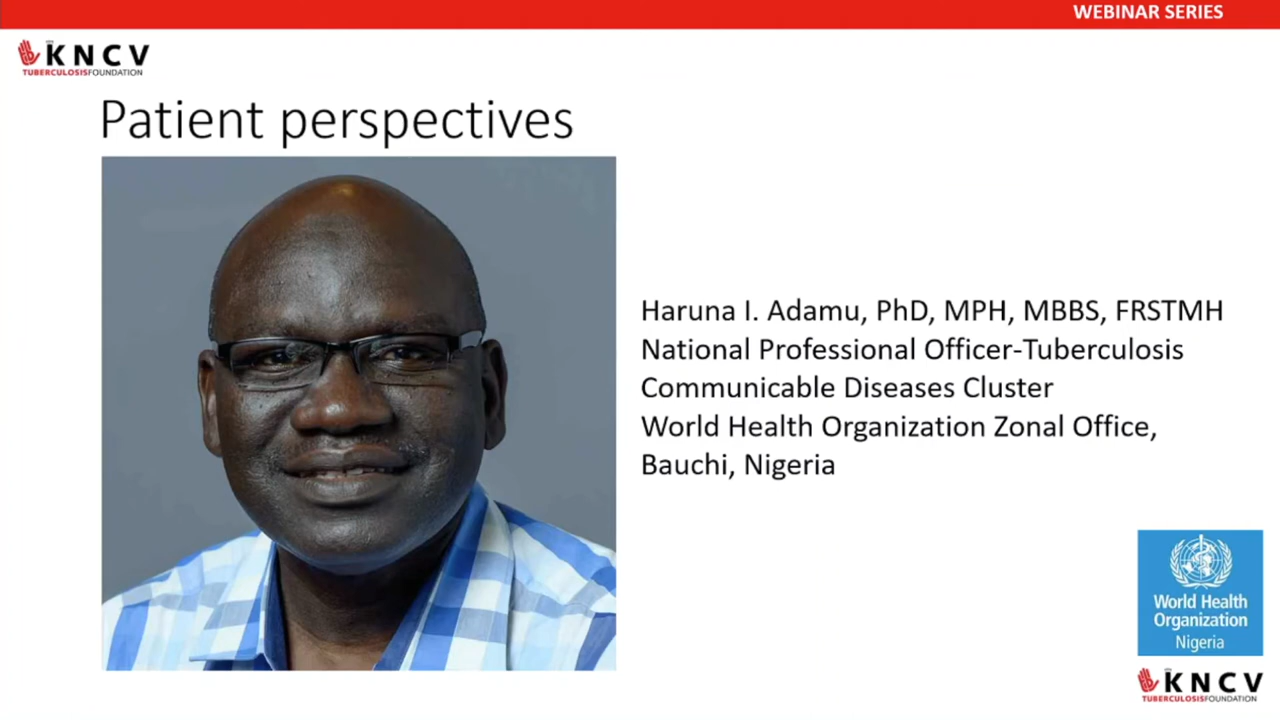 WEBINAR SERIES
KNCV
TUBERCULOSISFOUNDATION
Patient perspectives
Haruna I. Adamu, PhD, MPH, MBBS, FRSTMH
National Professional Officer-Tuberculosis
Communicable Diseases Cluster
World Health Organization Zonal Office,
Bauchi, Nigeria
World Health
Organization
Nigeria
KNCV
TUBERCULOSISFOUNDATION